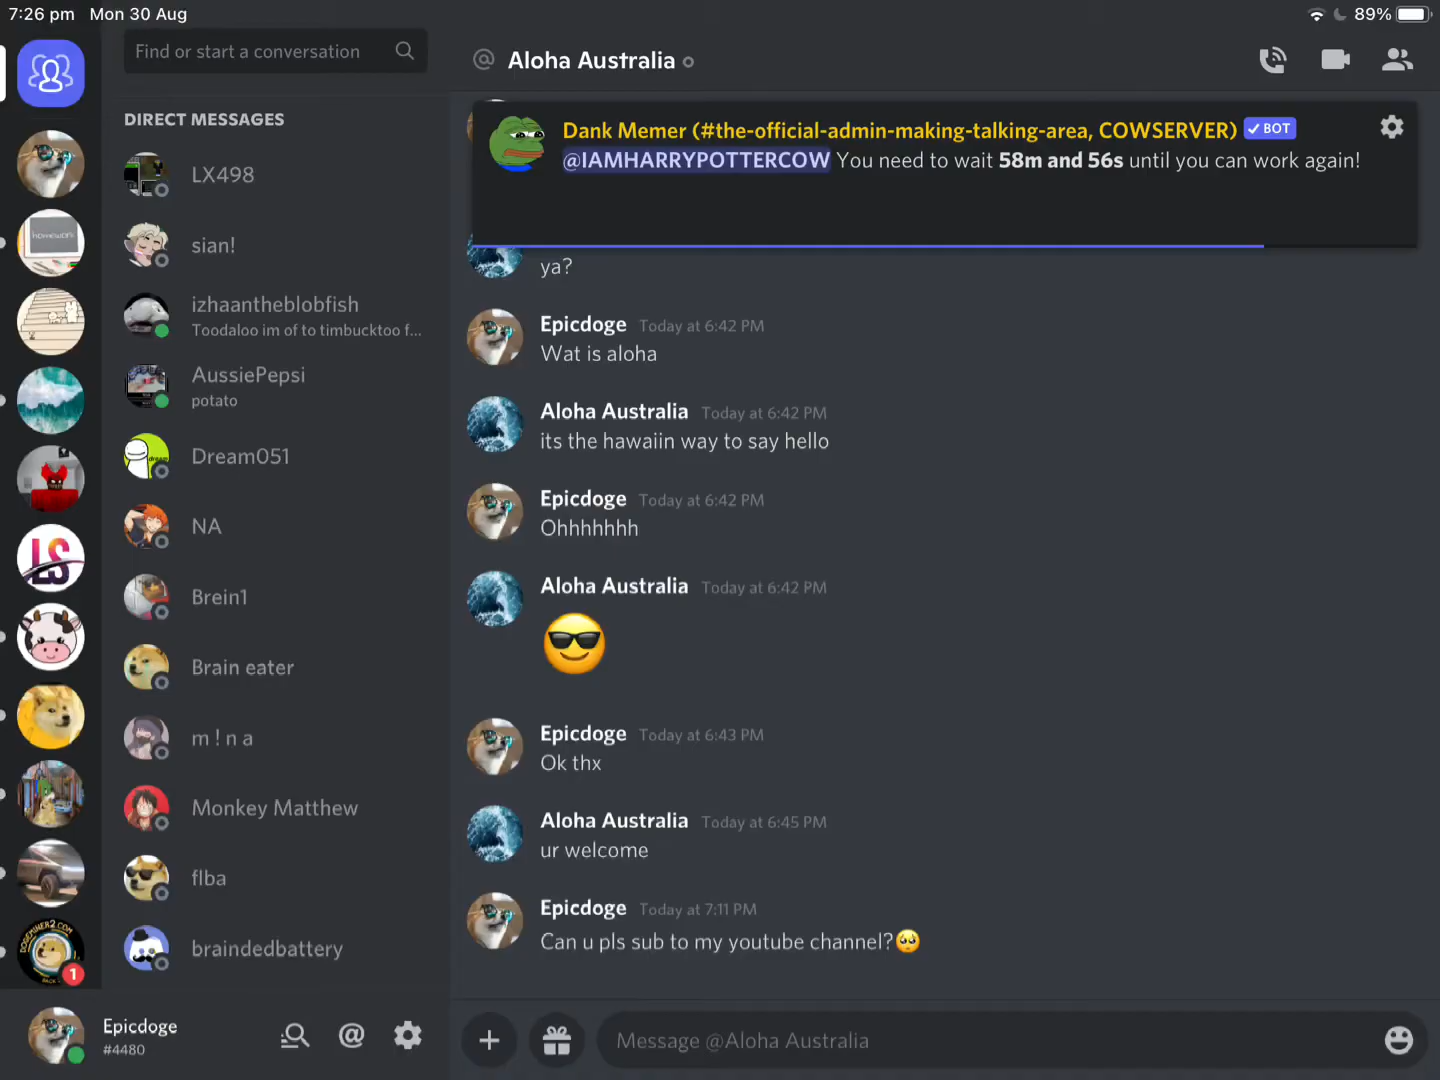 7:26 pm Mon 30 Aug
89%
Find or start a conversation
DIRECT MESSAGES
LX498
sian!
izhaantheblobfish
Toodaloo im of to timbucktoo f...
AussiePepsi
potato
Dream051
NA
Brein1
Brain eater
m ! n a
Monkey Matthew
flba
braindedbattery
homework
LS
DOGEMINER2.COM
1
Epicdoge
#4480
@ Aloha Australia
Dank Memer (#the-official-admin-making-talking-area, COWSERVER) BOT
@IAMHARRYPOTTERCOW You need to wait 58m and 56s until you can work again!
ya?
Epicdoge Today at 6:42 PM
Wat is aloha
Aloha Australia Today at 6:42 PM
its the hawaiin way to say hello
Epicdoge Today at 6:42 PM
Ohhhhhhh
Aloha Australia Today at 6:42 PM
😎
Epicdoge Today at 6:43 PM
Ok thx
Aloha Australia Today at 6:45 PM
ur welcome
Epicdoge Today at 7:11 PM
Can u pls sub to my youtube channel?🥺
Message @Aloha Australia